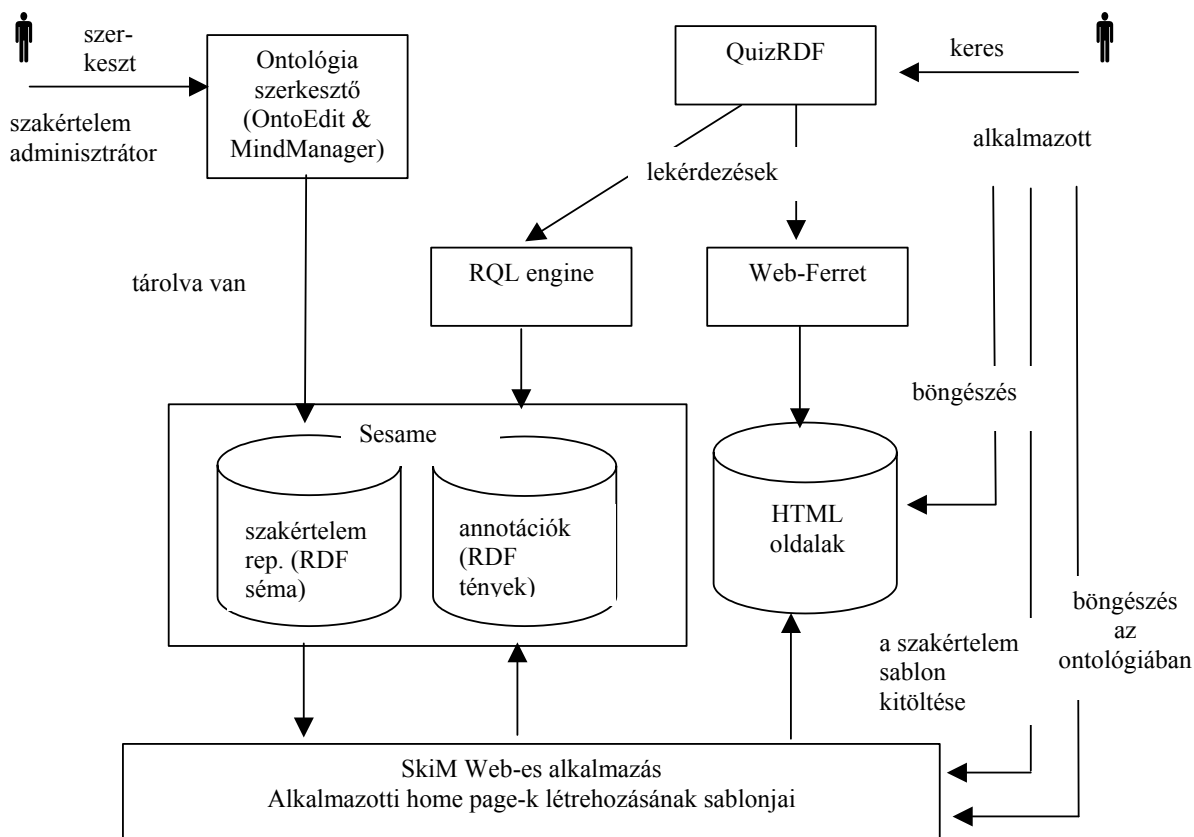 szer-
keszt
szakértelem
adminisztrátor
Ontológia
szerkesztő
(OntoEdit &
MindManager)
QuizRDF
keres
alkalmazott
lekérdezések
tárolva van
RQL engine
Web-Ferret
böngészés
Sesame
szakértelem
rep. (RDF
séma)
annotációk
(RDF
tények)
HTML
oldalak
böngészés
az
ontológiában
a szakértelem
sablon
kitöltése
SkiM Web-es alkalmazás
Alkalmazotti home page-k létrehozásának sablonjai